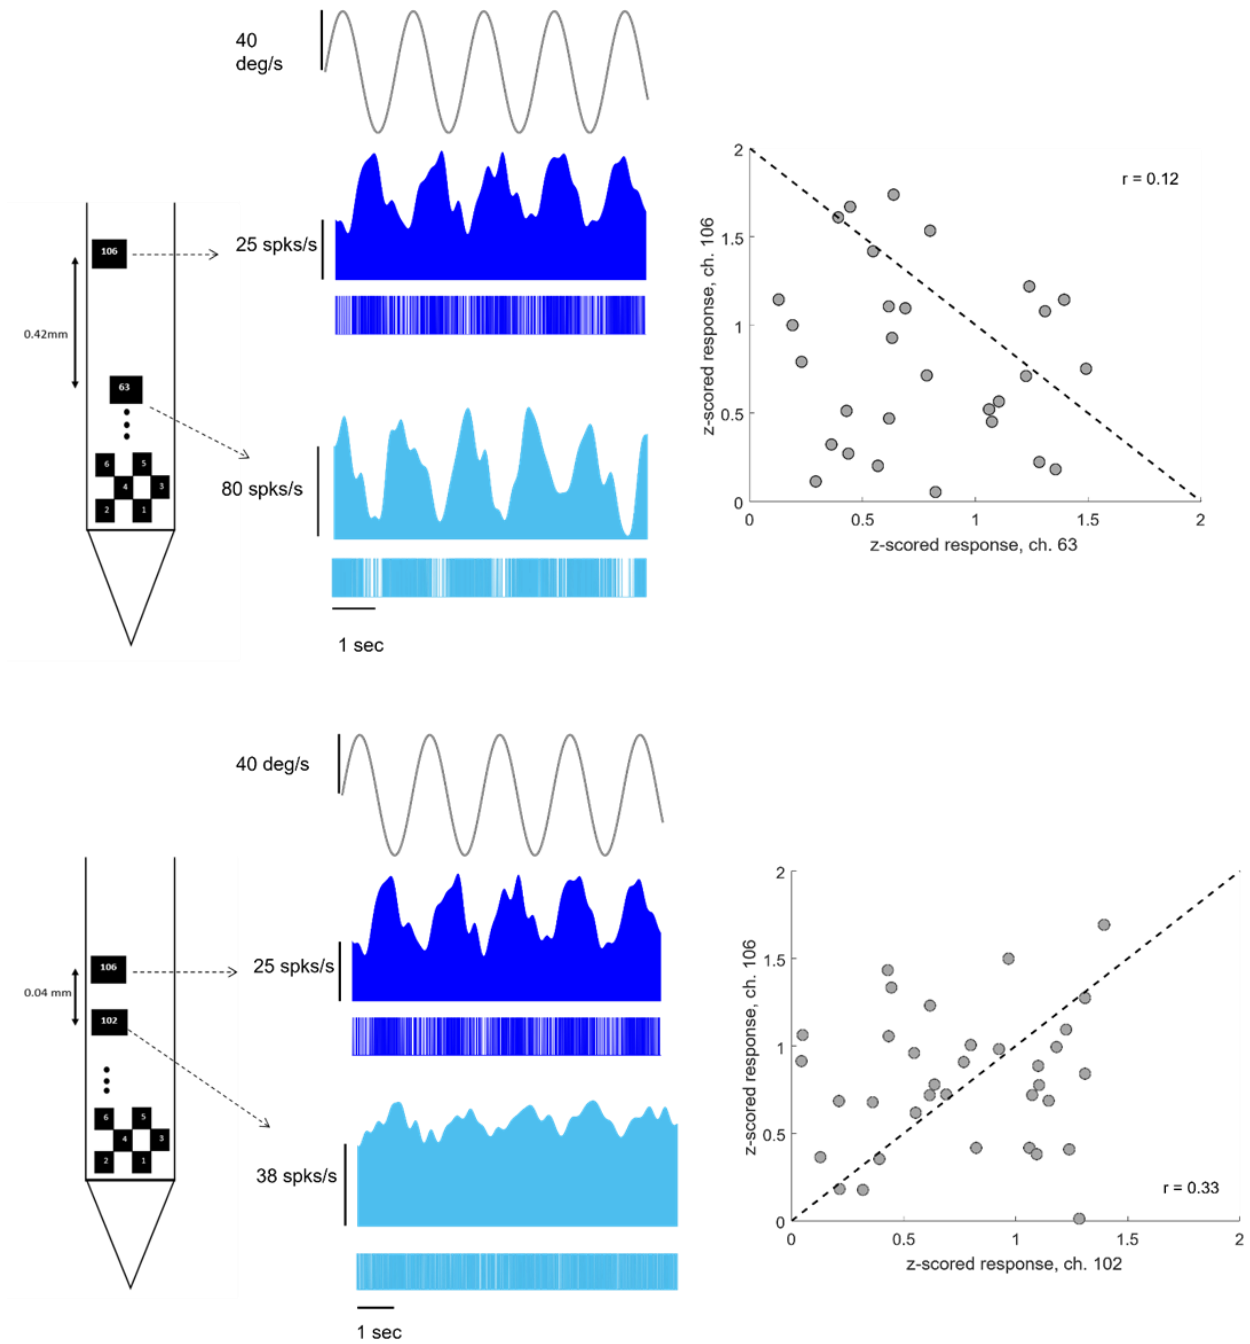 40
deg/s
106
25 spks/s
0.42mm
63
80 spks/s
6
5
4
3
2
1
1 sec
2
1.5
1
0.5
0
z-scored response, ch. 106
r = 0.12
0
0.5
1
1.5
2
z-scored response, ch. 63
40 deg/s
106
25 spks/s
0.04 mm
102
6
5
4
3
2
1
38 spks/s
1 sec
2
1.5
1
0.5
0
z-scored response, ch. 106
r = 0.33
0
0.5
1
1.5
2
z-scored response, ch. 102